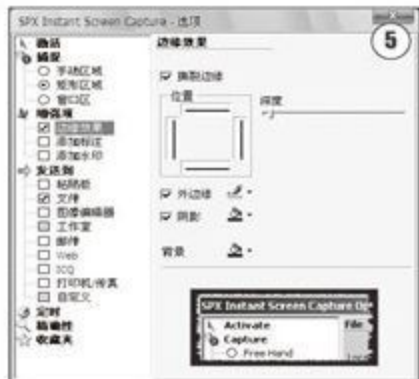 SPX Instant Screen Capture - 选项
5
激活
捕捉
手动区域
矩形区域
窗口区
增强项
边缘效果
添加标注
添加水印
发送到
粘贴板
文件
图像编辑器
工作室
邮件
Web
ICQ
打印机/传真
自定义
定时
精确性
收藏夹
边缘效果
撕裂边缘
位置
深度
外边缘
阴影
背景
SPX Instant Screen Capture Op
Activate
File
Capture
Free Hand